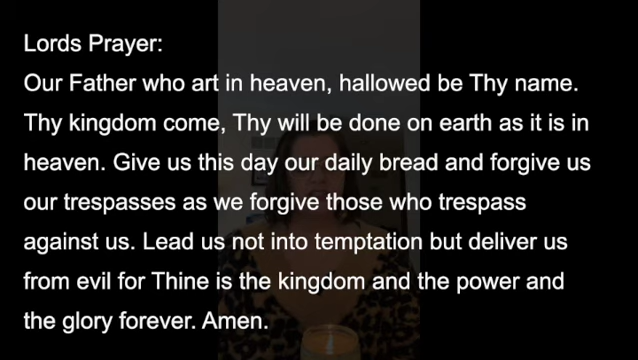 Lords Prayer:
Our Father who art in heaven, hallowed be Thy name.
Thy kingdom come, Thy will be done on earth as it is in
heaven. Give us this day our daily bread and forgive us
our trespasses as we forgive those who trespass
against us. Lead us not into temptation but deliver us
from evil for Thine is the kingdom and the power and
the glory forever. Amen.